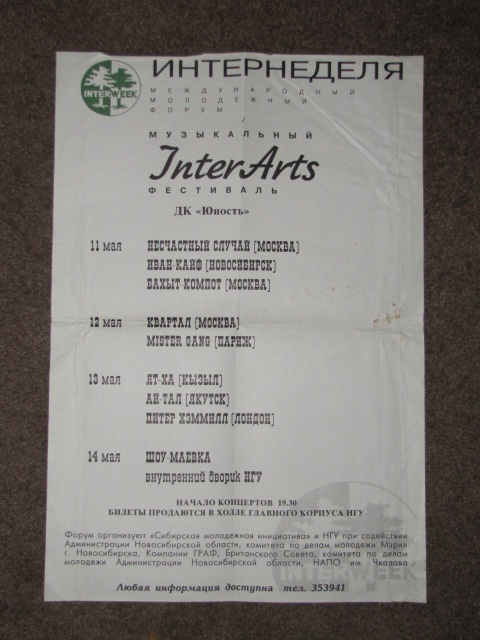 ИНТЕРНЕДЕЛЯ
INTERWEEK
МЕЖДУНАРОДНЫЙ
МОЛОДЕЖНЫЙ
ФОРУМ
МУЗЫКАЛЬНЫЙ
InterArts
ФЕСТИВАЛЬ
ДК «Юность»
11 мая НЕСЧАСТНЫЙ СЛУЧАЙ (МОСКВА)
ИВАН-КАИФ (НОВОСИБИРСК)
БАХЫТ-КОМПОТ (МОСКВА)
12 мая КВАРТАЛ (МОСКВА)
MISTER GANG (ПАРИЖ)
13 мая ЯТ-ХА (КЫЗЫЛ)
АЙ-ТАЛ (ЯКУТСК)
ПИТЕР ХЭММИЛЛ (ЛОНДОН)
14 мая ШОУ-МАЕВКА
внутренний дворик НГУ
НАЧАЛО КОНЦЕРТОВ 19.30
БИЛЕТЫ ПРОДАЮТСЯ В ХОЛЛЕ ГЛАВНОГО КОРПУСА НГУ
Форум организуют «Сибирская молодежная инициатива» и НГУ при содействии
Администрации Новосибирской области, комитета по делам молодежи Мэрии
г. Новосибирска, Компании ГРАФ, Британского Совета, комитета по делам
молодежи Администрации Новосибирской области, НАПО им. Чкалова
INTERWEEK
Любая информация доступна тел. 353941